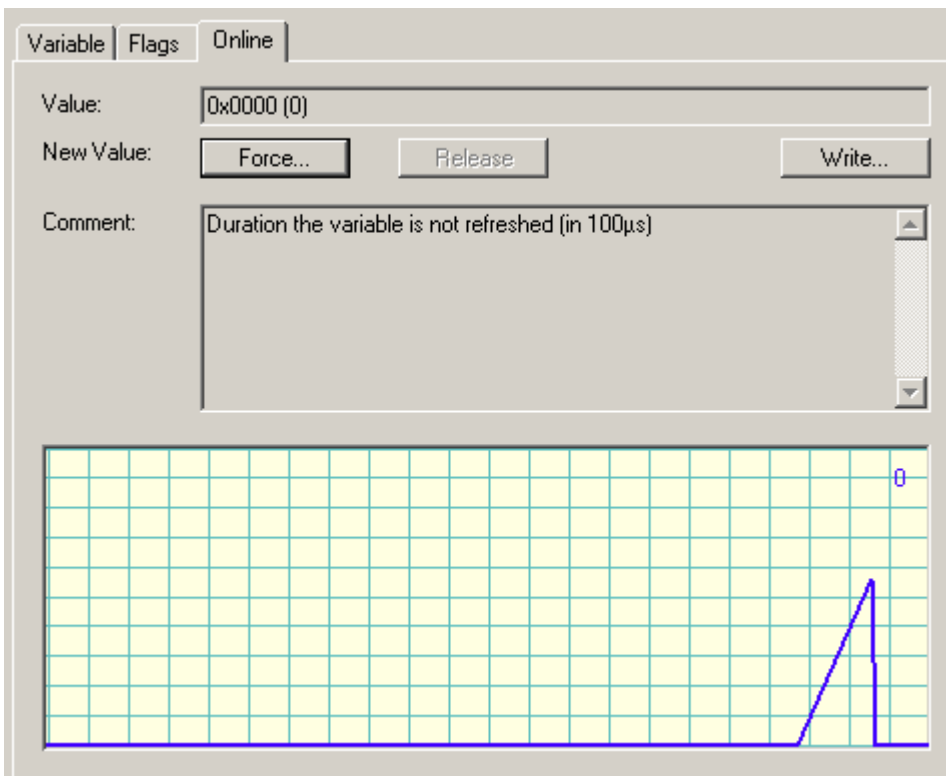 Variable Flags Online
Value: 0x0000 (0)
New Value: Force... Release Write...
Comment: Duration the variable is not refreshed (in 100µs)
0